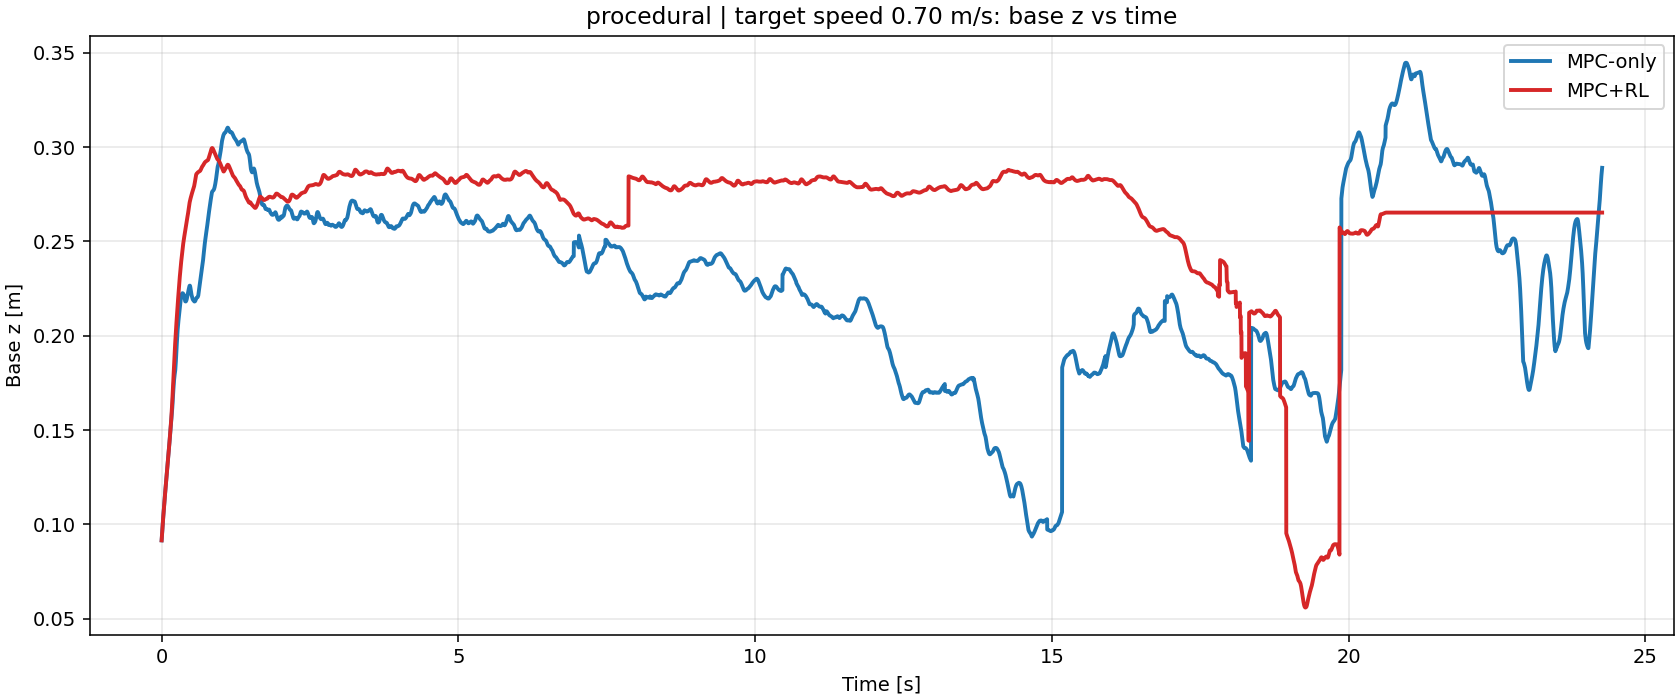 procedural | target speed 0.70 m/s: base z vs time
Base z [m]
0.35
0.30
0.25
0.20
0.15
0.10
0.05
MPC-only
MPC+RL
0
5
10
15
20
25
Time [s]